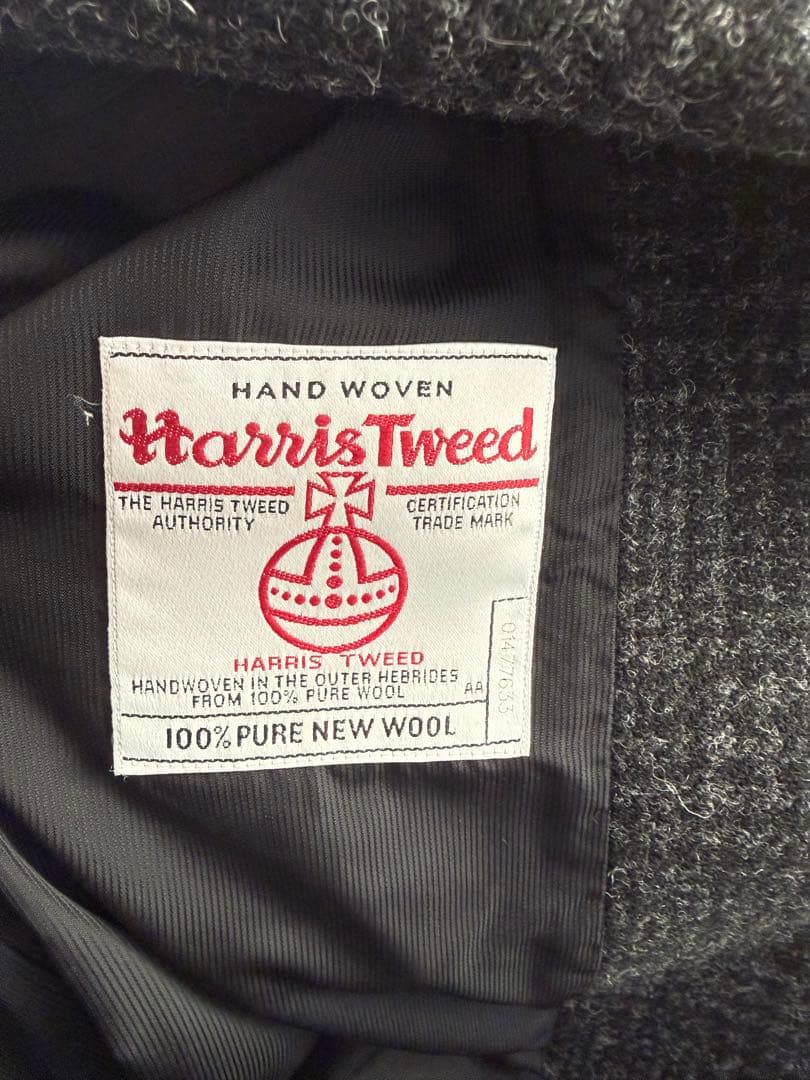 HAND WOVEN
Harris Tweed
THE HARRIS TWEED
AUTHORITY
CERTIFICATION
TRADE MARK
HARRIS TWEED
HANDWOVEN IN THE OUTER HEBRIDES
FROM 100% PURE WOOL
AA
100% PURE NEW WOOL